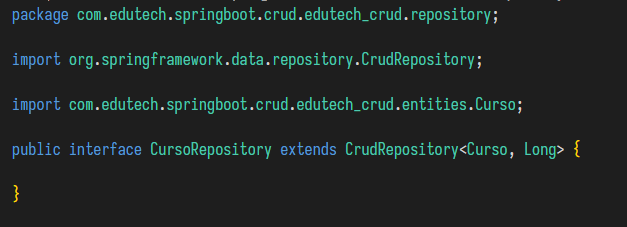 package com.edutech.springboot.crud.edutech_crud.repository;
import org.springframework.data.repository.CrudRepository;
import com.edutech.springboot.crud.edutech_crud.entities.Curso;
public interface CursoRepository extends CrudRepository<Curso, Long> {
}